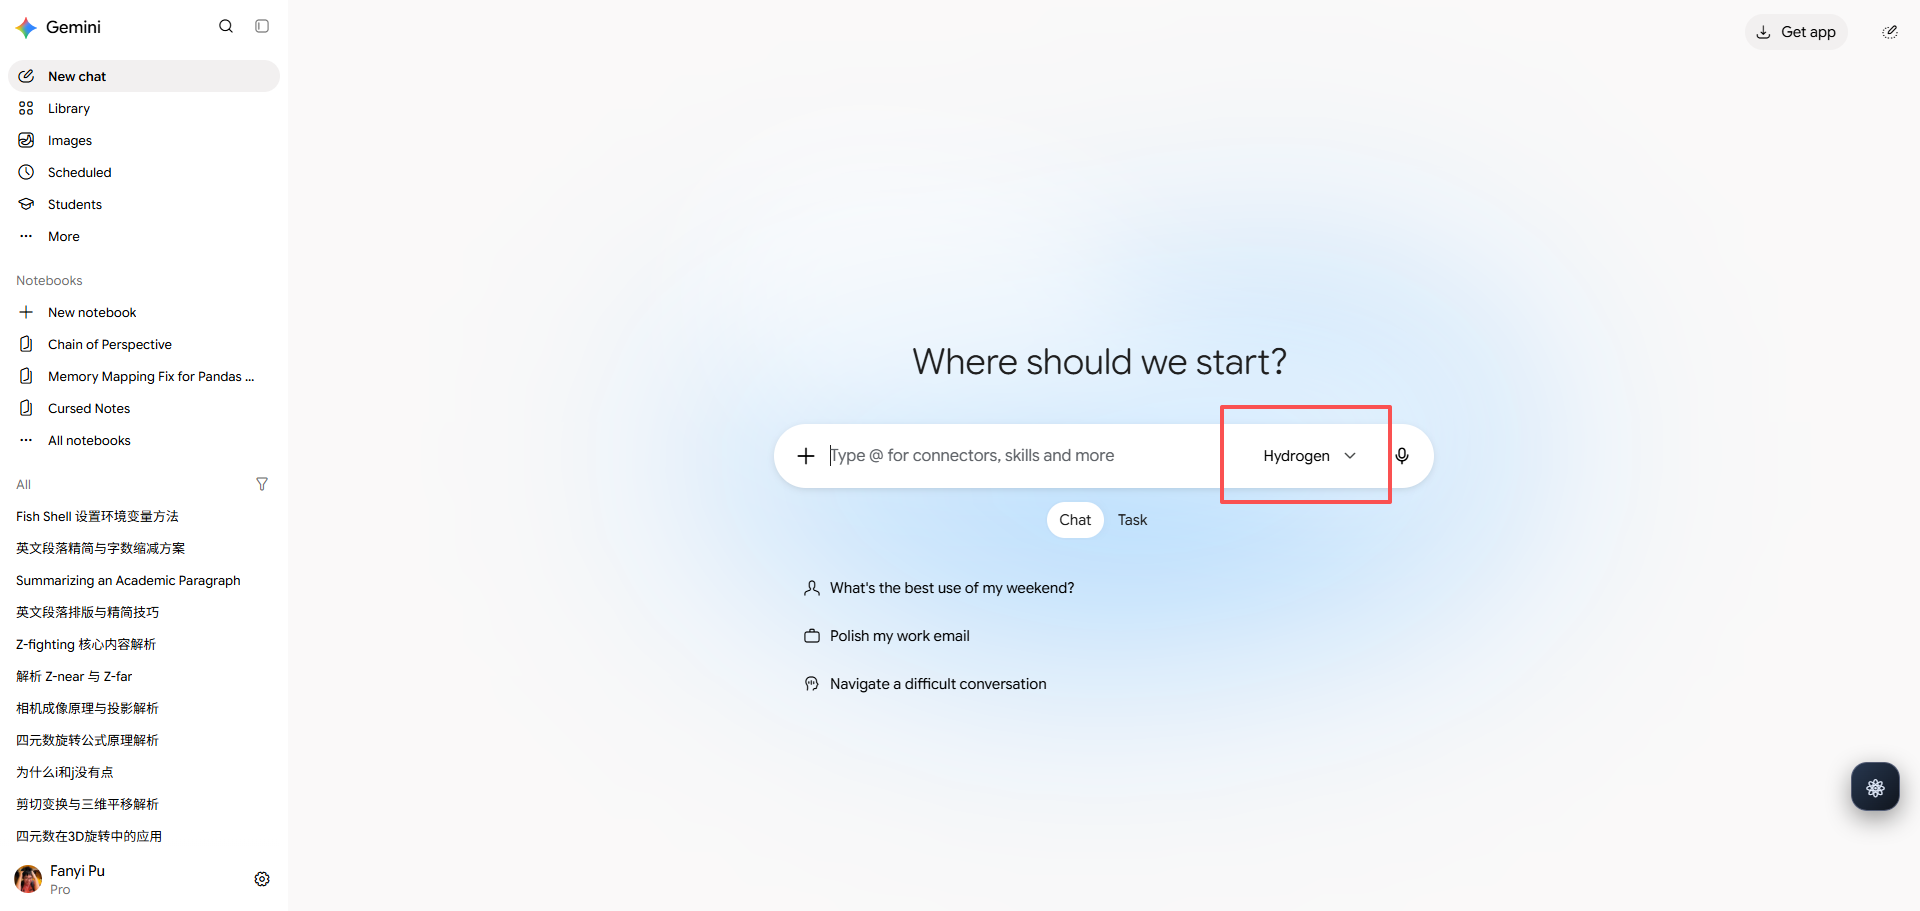 Gemini
New chat
Library
Images
Scheduled
Students
More
Notebooks
New notebook
Chain of Perspective
Memory Mapping Fix for Pandas ...
Cursed Notes
All notebooks
All
Fish Shell 设置环境变量方法
英文段落精简与字数缩减方案
Summarizing an Academic Paragraph
英文段落排版与精简技巧
Z-fighting 核心内容解析
解析 Z-near 与 Z-far
相机成像原理与投影解析
四元数旋转公式原理解析
为什么i和j没有点
剪切变换与三维平移解析
四元数在3D旋转中的应用
Fanyi Pu
Pro
Get app
Where should we start?
Type @ for connectors, skills and more
Hydrogen
Chat
Task
What's the best use of my weekend?
Polish my work email
Navigate a difficult conversation